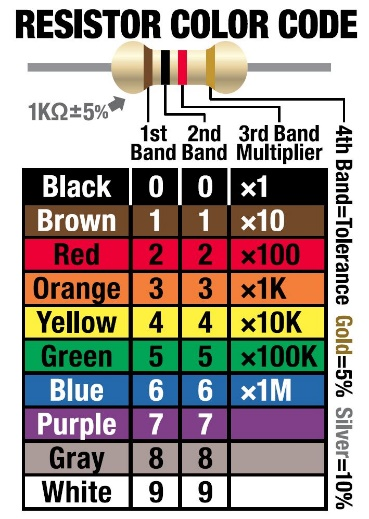 RESISTOR COLOR CODE
1KΩ±5%
1st Band
2nd Band
3rd Band Multiplier
4th Band=Tolerance Gold=5% Silver=10%
Black 0 0 ×1
Brown 1 1 ×10
Red 2 2 ×100
Orange 3 3 ×1K
Yellow 4 4 ×10K
Green 5 5 ×100K
Blue 6 6 ×1M
Purple 7 7
Gray 8 8
White 9 9